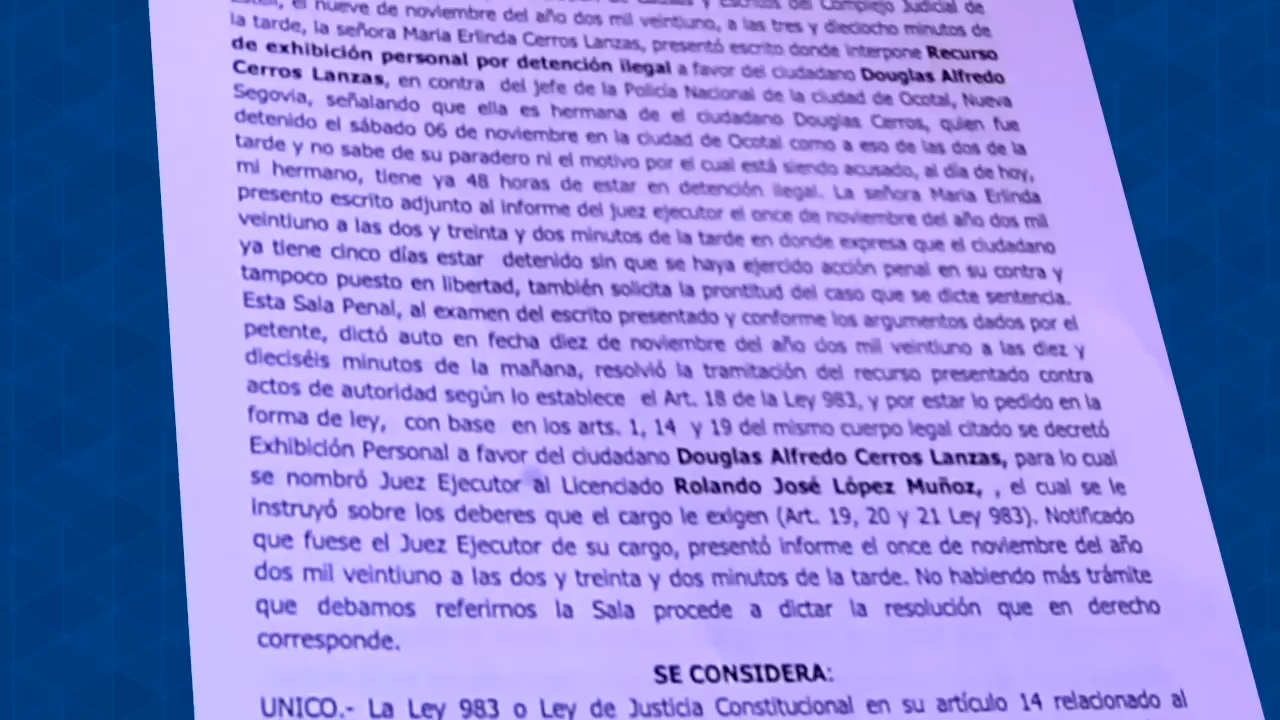 el nueve de noviembre del año dos mil veintiuno, a las tres y dieciocho minutos de
la tarde, la señora Maria Erlinda Cerros Lanzas, presentó escrito donde interpone Recurso
de exhibición personal por detención ilegal a favor del ciudadano Douglas Alfredo
Cerros Lanzas, en contra del jefe de la Policía Nacional de la ciudad de Ocotal, Nueva
Segovia, señalando que ella es hermana de el ciudadano Douglas Cerros, quien fue
detenido el sábado 06 de noviembre en la ciudad de Ocotal como a eso de las dos de la
tarde y no sabe de su paradero ni el motivo por el cual está siendo acusado, al día de hoy,
mi hermano, tiene ya 48 horas de estar en detención ilegal. La señora Maria Erlinda
presento escrito adjunto al informe del juez ejecutor el once de noviembre del año dos mil
veintiuno a las dos y treinta y dos minutos de la tarde en donde expresa que el ciudadano
ya tiene cinco días estar detenido sin que se haya ejercido acción penal en su contra y
tampoco puesto en libertad, también solicita la prontitud del caso que se dicte sentencia.
Esta Sala Penal, al examen del escrito presentado y conforme los argumentos dados por el
petente, dictó auto en fecha diez de noviembre del año dos mil veintiuno a las diez y
dieciséis minutos de la mañana, resolvió la tramitación del recurso presentado contra
actos de autoridad según lo establece el Art. 18 de la Ley 983, y por estar lo pedido en la
forma de ley, con base en los arts. 1, 14 y 19 del mismo cuerpo legal citado se decretó
Exhibición Personal a favor del ciudadano Douglas Alfredo Cerros Lanzas, para lo cual
se nombró Juez Ejecutor al Licenciado Rolando José López Muñoz, , el cual se le
instruyó sobre los deberes que el cargo le exigen (Art. 19, 20 y 21 Ley 983). Notificado
que fuese el Juez Ejecutor de su cargo, presentó informe el once de noviembre del año
dos mil veintiuno a las dos y treinta y dos minutos de la tarde. No habiendo más trámite
que debamos referirnos la Sala procede a dictar la resolución que en derecho
corresponde.
SE CONSIDERA:
UNICO.- La Ley 983 o Ley de Justicia Constitucional en su artículo 14 relacionado al